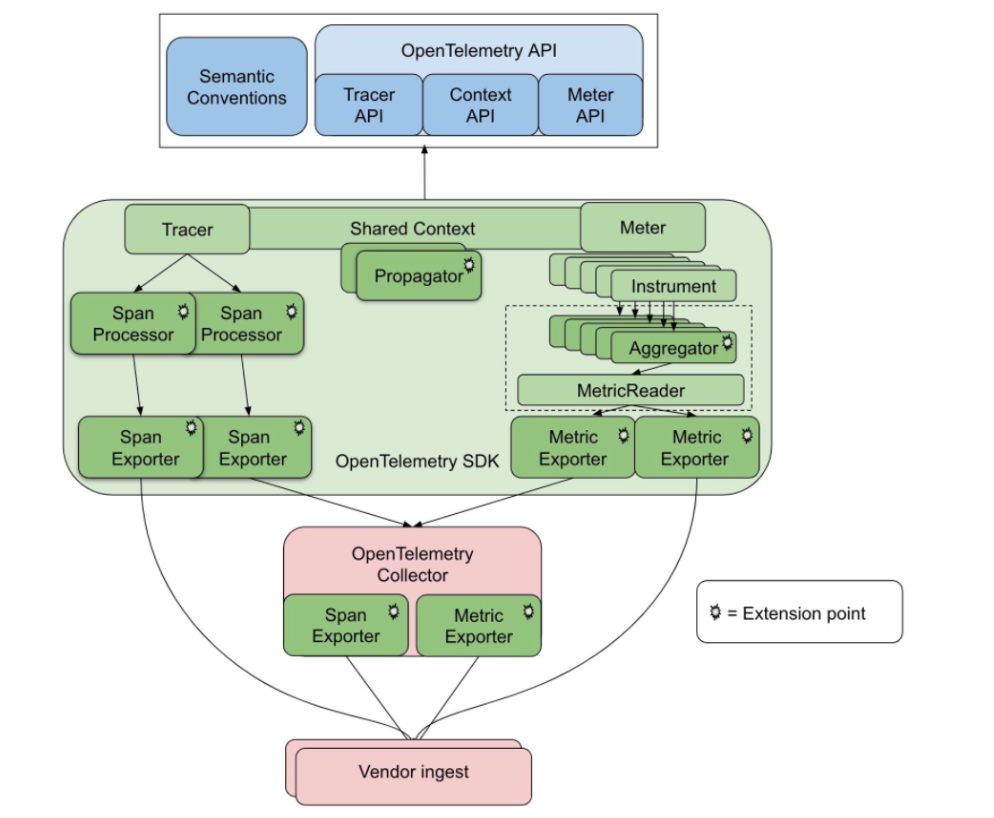 OpenTelemetry API
Semantic
Conventions
Tracer
API
Context
API
Meter
API
Tracer
Shared Context
Meter
Propagator
Instrument
Span
Processor
Span
Processor
Aggregator
MetricReader
Span
Exporter
Span
Exporter
OpenTelemetry SDK
Metric
Exporter
Metric
Exporter
OpenTelemetry
Collector
Span
Exporter
Metric
Exporter
= Extension point
Vendor ingest